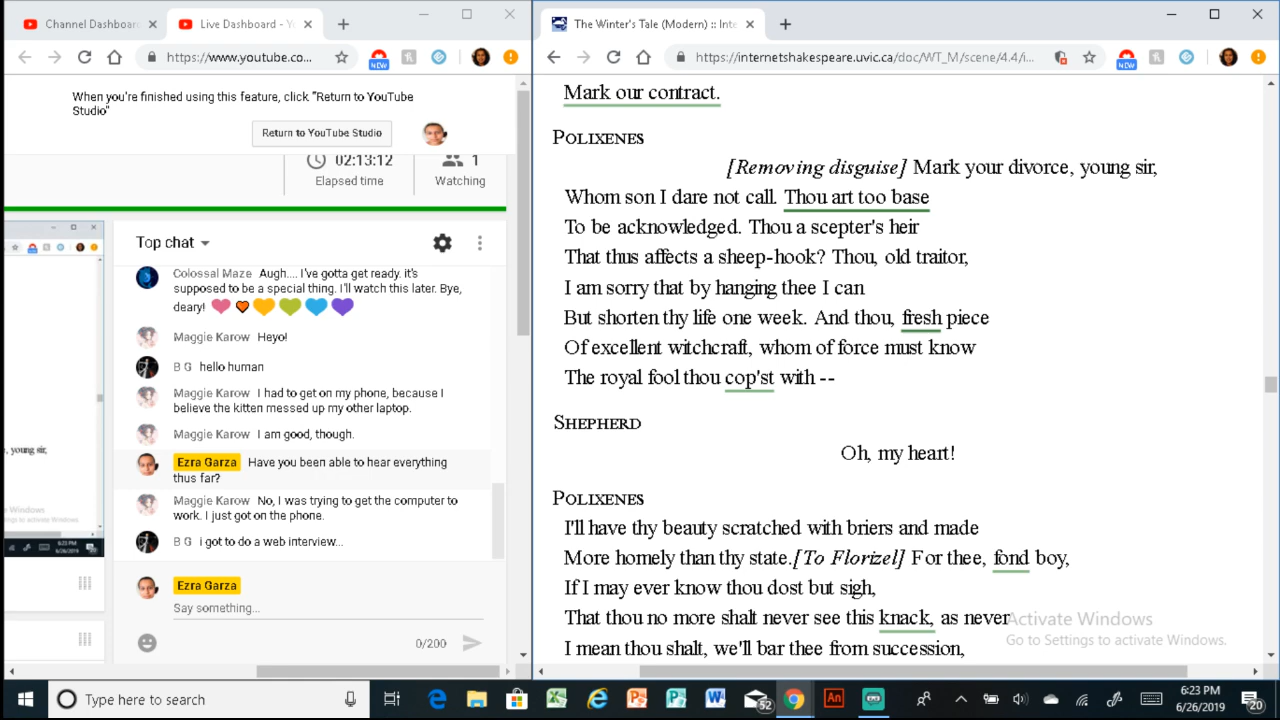 Channel Dashboard
Live Dashboard - Y
The Winter's Tale (Modern) :: Inte
https://www.youtube.co...
https://internetshakespeare.uvic.ca/doc/WT_M/scene/4.4/i...
NEW
NEW
When you're finished using this feature, click "Return to YouTube
Studio"
Return to YouTube Studio
02:13:12
Elapsed time
1
Watching
Top chat
Colossal Maze Augh.... I've gotta get ready. it's
supposed to be a special thing. I'll watch this later. Bye,
deary!
Maggie Karow Heyo!
B G hello human
Maggie Karow I had to get on my phone, because I
believe the kitten messed up my other laptop.
Maggie Karow I am good, though.
Ezra Garza Have you been able to hear everything
thus far?
Maggie Karow No, I was trying to get the computer to
work. I just got on the phone.
B G i got to do a web interview...
Ezra Garza
Say something...
0/200
, young sir,
6:23 PM
6/26/2019
Mark our contract.
POLIXENES
[Removing disguise] Mark your divorce, young sir,
Whom son I dare not call. Thou art too base
To be acknowledged. Thou a scepter's heir
That thus affects a sheep-hook? Thou, old traitor,
I am sorry that by hanging thee I can
But shorten thy life one week. And thou, fresh piece
Of excellent witchcraft, whom of force must know
The royal fool thou cop'st with --
SHEPHERD
Oh, my heart!
POLIXENES
I'll have thy beauty scratched with briers and made
More homely than thy state.[To Florizel] For thee, fond boy,
If I may ever know thou dost but sigh,
That thou no more shalt never see this knack, as never
I mean thou shalt, we'll bar thee from succession,
Activate Windows
Go to Settings to activate Windows.
Type here to search
52
An
6:23 PM
6/26/2019
20